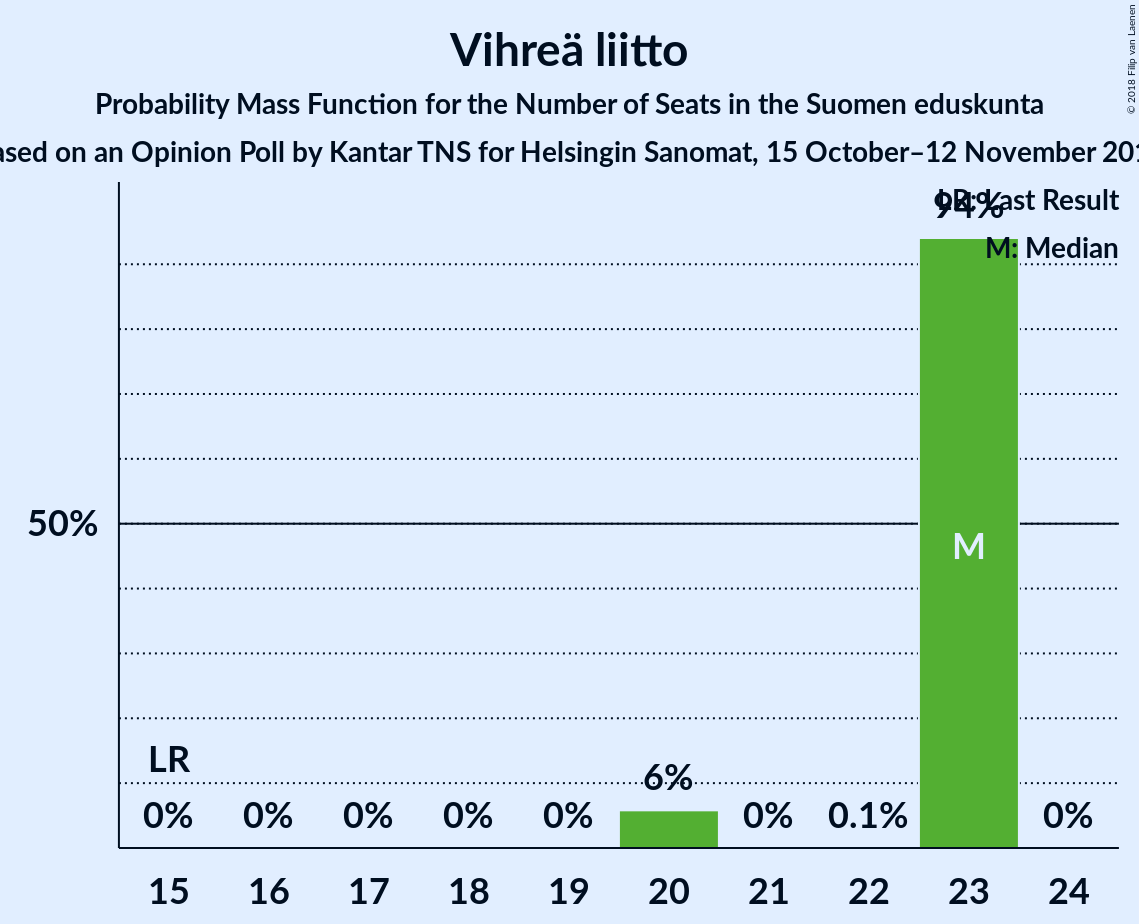 Vihreä liitto
Probability Mass Function for the Number of Seats in the Suomen eduskunta
on an Opinion Poll by Kantar TNS for Helsingin Sanomat, 15 October–12 November
© 2018 Filip van Laenen
94%
LR: Last Result
M: Median
50%
M
LR
6%
0% 0% 0% 0% 0% 0% 0.1% 0%
15 16 17 18 19 20 21 22 23 24